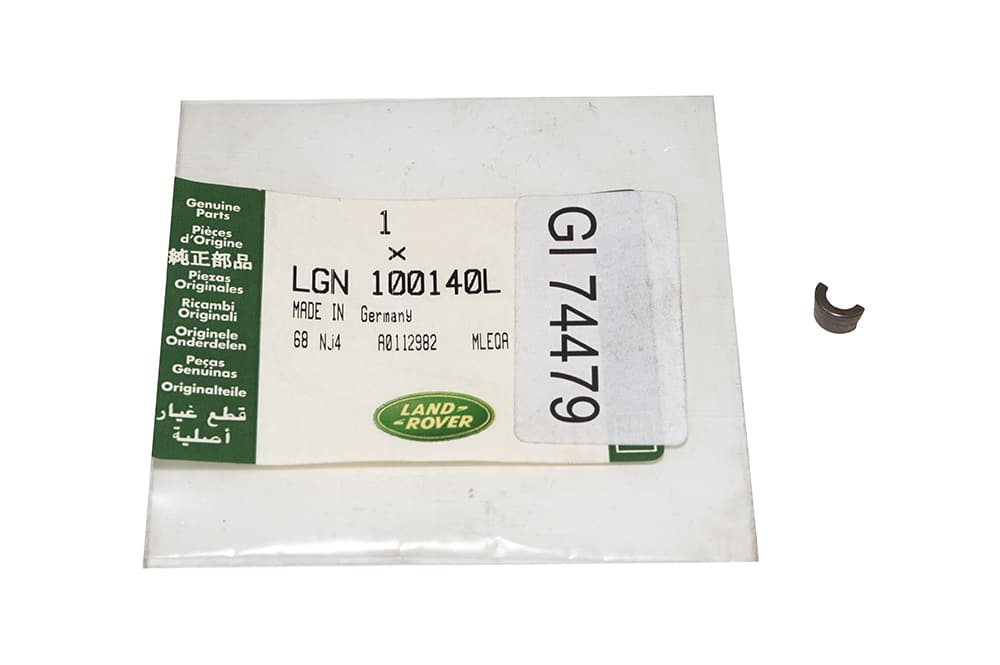 Genuine
Parts
Pièces
d'Origine
純正部品
Piezas
Originales
Ricambi
Originali
Originele
Onderdelen
Peças
Genuinas
Originalteile
قطع غيار
أصلية
1
x
LGN 100140L
MADE IN Germany
68 NJ4 A0112982 MLEQA
LAND-
-ROVER
GI 74479